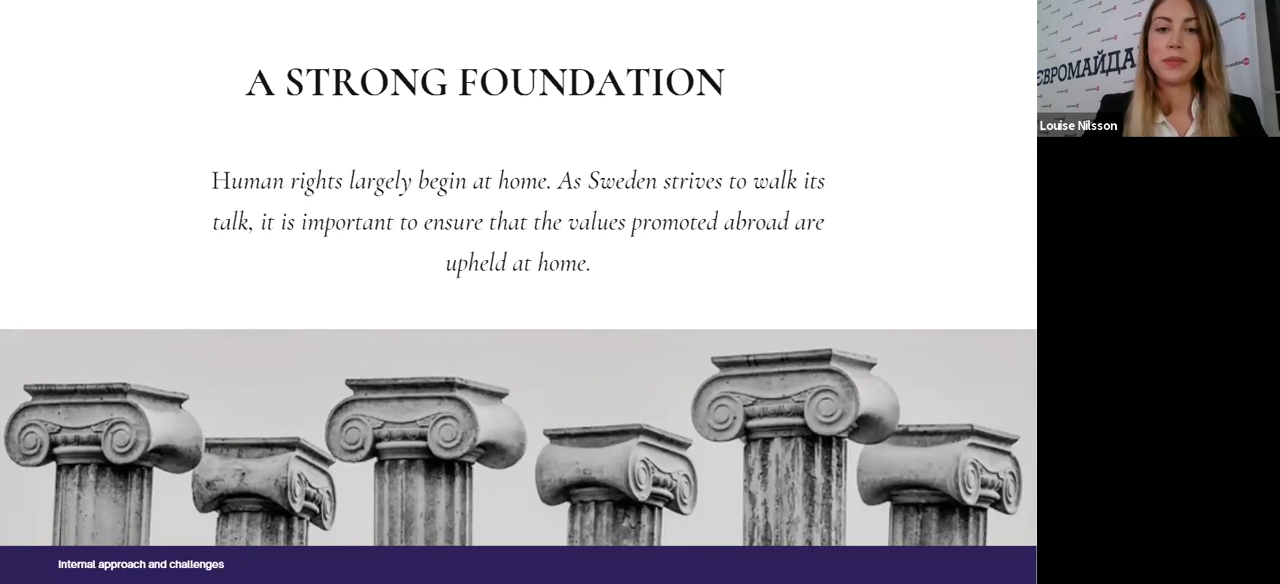 A STRONG FOUNDATION
Human rights largely begin at home. As Sweden strives to walk its
talk, it is important to ensure that the values promoted abroad are
upheld at home.
Internal approach and challenges
ЄВРОМАЙДА
Louise Nilsson